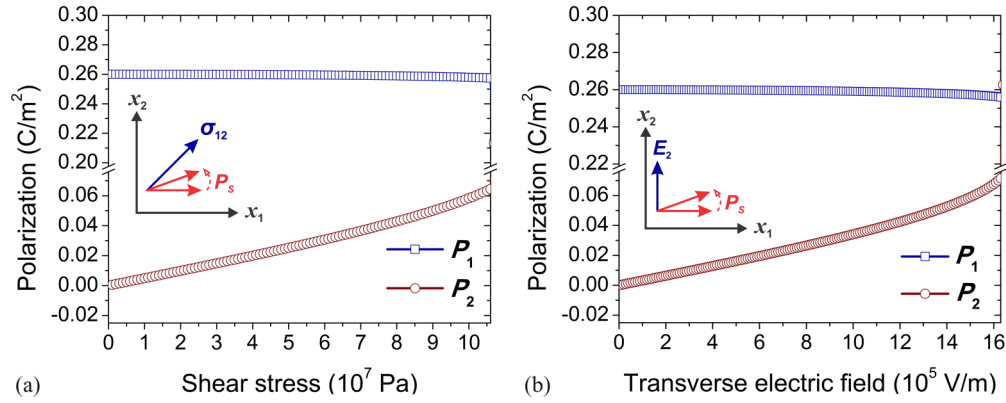 0.30
0.28
0.26
0.22
0.20
0.06
0.04
0.02
0.00
-0.02
Polarization (C/m²)
x₂
σ₁₂
Pₛ
x₁
P₁
P₂
0 1 2 3 4 5 6 7 8 9 10
(a) Shear stress (10⁷ Pa)
0.30
0.28
0.26
0.24
0.22
0.06
0.04
0.02
0.00
-0.02
Polarization (C/m²)
x₂
E₂
Pₛ
x₁
P₁
P₂
0 2 4 6 8 10 12 14 16
(b) Transverse electric field (10⁵ V/m)